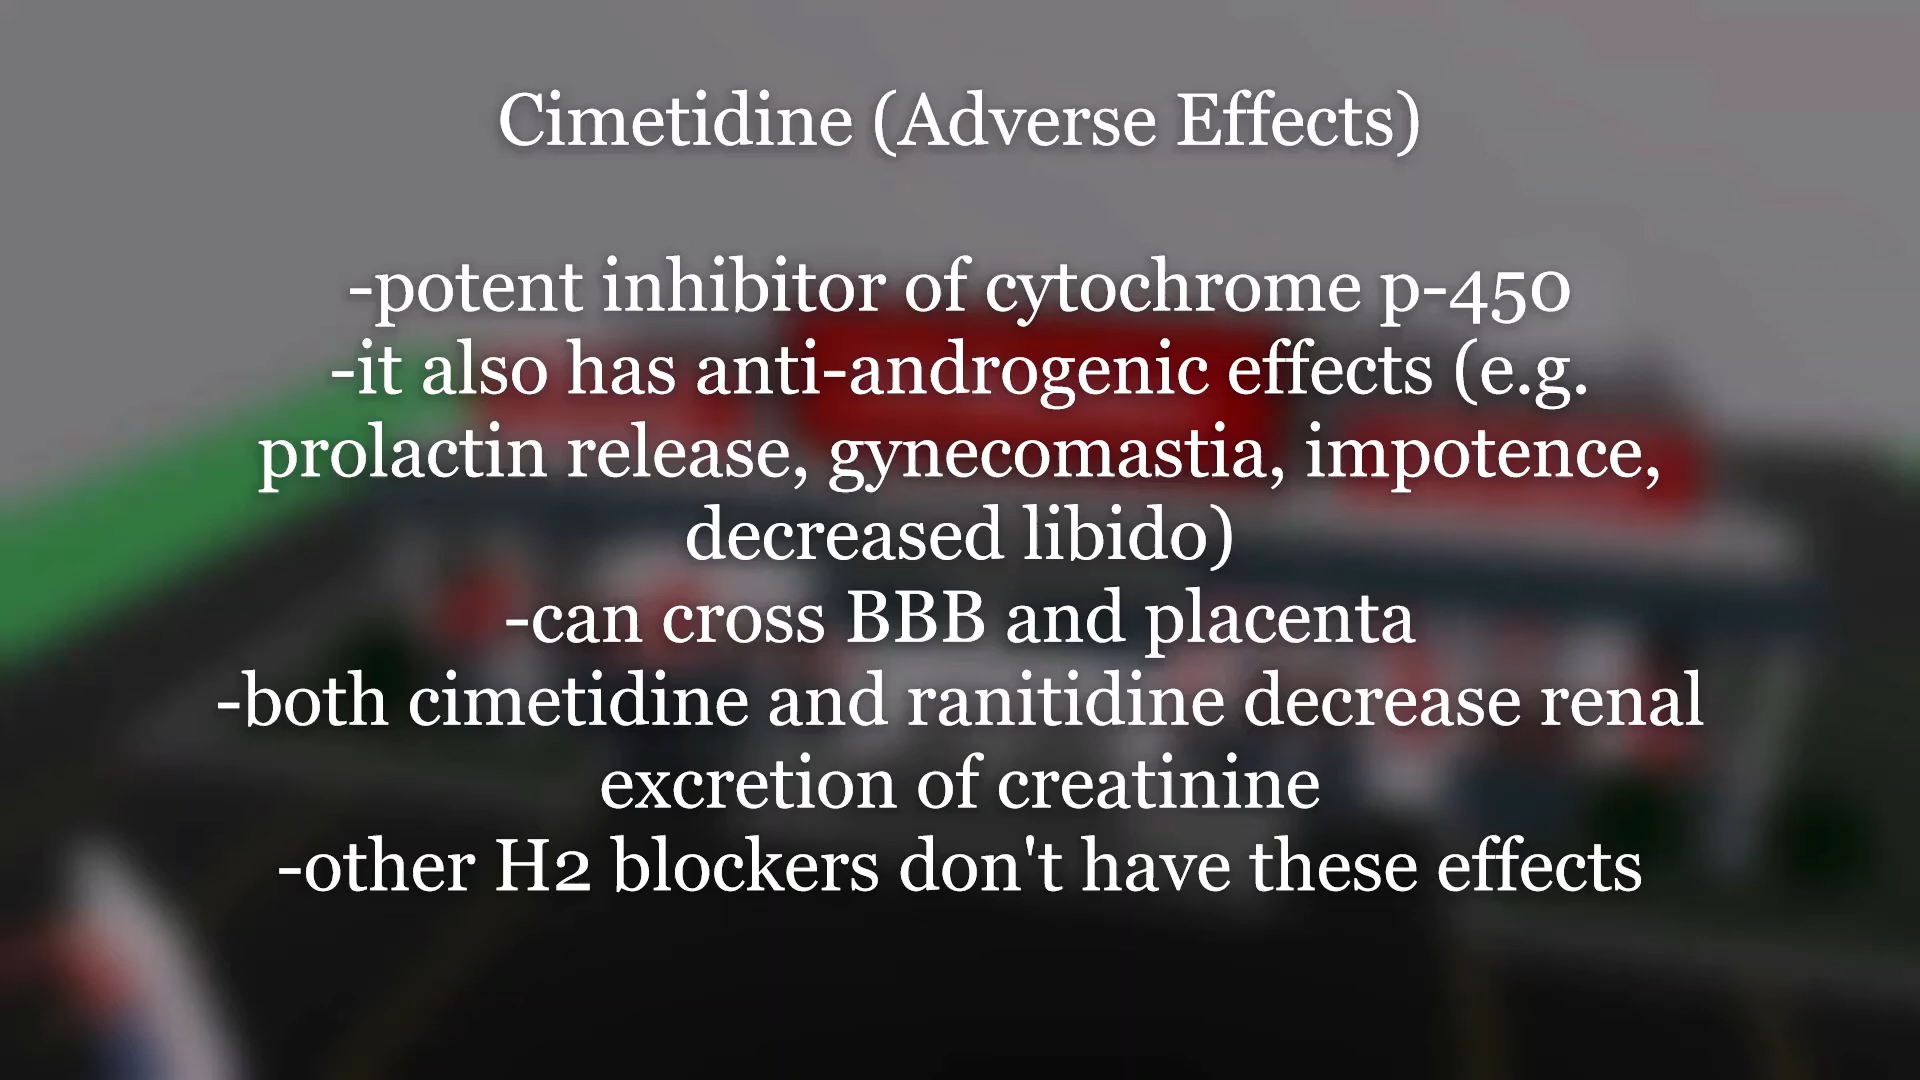 Cimetidine (Adverse Effects)
-potent inhibitor of cytochrome p-450
-it also has anti-androgenic effects (e.g.
prolactin release, gynecomastia, impotence,
decreased libido)
-can cross BBB and placenta
-both cimetidine and ranitidine decrease renal
excretion of creatinine
-other H2 blockers don't have these effects